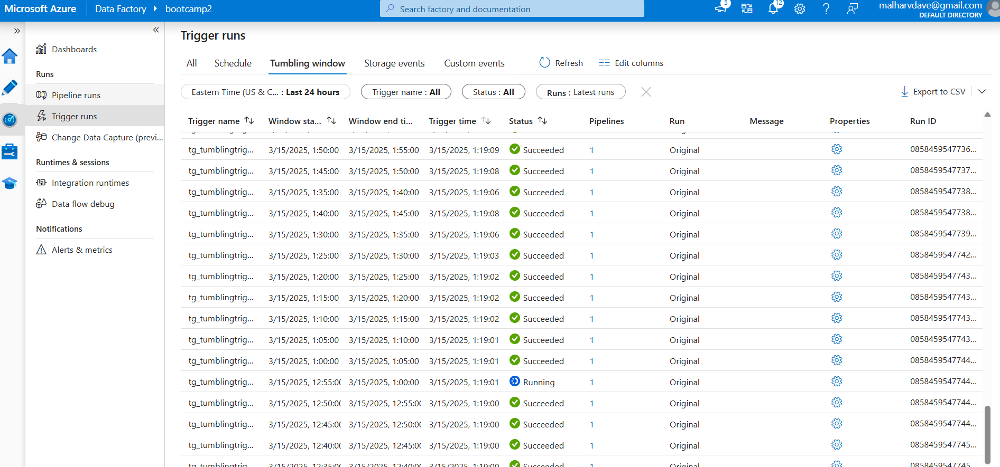 Microsoft Azure
Data Factory
bootcamp2
Search factory and documentation
5
12
malharvdave@gmail.com
DEFAULT DIRECTORY
Dashboards
Runs
Pipeline runs
Trigger runs
Change Data Capture (previ...
Runtimes & sessions
Integration runtimes
Data flow debug
Notifications
Alerts & metrics
Trigger runs
All Schedule Tumbling window Storage events Custom events Refresh Edit columns
Eastern Time (US & C... : Last 24 hours Trigger name : All Status : All Runs : Latest runs Export to CSV
Trigger name Window sta... Window end ti... Trigger time Status Pipelines Run Message Properties Run ID
tg_tumblingtrig... 3/15/2025, 1:50:00 3/15/2025, 1:55:00 3/15/2025, 1:19:09 Succeeded 1 Original 0858459547736...
tg_tumblingtrig... 3/15/2025, 1:45:00 3/15/2025, 1:50:00 3/15/2025, 1:19:08 Succeeded 1 Original 0858459547737...
tg_tumblingtrig... 3/15/2025, 1:35:00 3/15/2025, 1:40:00 3/15/2025, 1:19:06 Succeeded 1 Original 0858459547738...
tg_tumblingtrig... 3/15/2025, 1:40:00 3/15/2025, 1:45:00 3/15/2025, 1:19:08 Succeeded 1 Original 0858459547738...
tg_tumblingtrig... 3/15/2025, 1:30:00 3/15/2025, 1:35:00 3/15/2025, 1:19:06 Succeeded 1 Original 0858459547739...
tg_tumblingtrig... 3/15/2025, 1:25:00 3/15/2025, 1:30:00 3/15/2025, 1:19:03 Succeeded 1 Original 0858459547742...
tg_tumblingtrig... 3/15/2025, 1:20:00 3/15/2025, 1:25:00 3/15/2025, 1:19:02 Succeeded 1 Original 0858459547743...
tg_tumblingtrig... 3/15/2025, 1:15:00 3/15/2025, 1:20:00 3/15/2025, 1:19:02 Succeeded 1 Original 0858459547743...
tg_tumblingtrig... 3/15/2025, 1:10:00 3/15/2025, 1:15:00 3/15/2025, 1:19:02 Succeeded 1 Original 0858459547743...
tg_tumblingtrig... 3/15/2025, 1:05:00 3/15/2025, 1:10:00 3/15/2025, 1:19:01 Succeeded 1 Original 0858459547743...
tg_tumblingtrig... 3/15/2025, 1:00:00 3/15/2025, 1:05:00 3/15/2025, 1:19:01 Succeeded 1 Original 0858459547744...
tg_tumblingtrig... 3/15/2025, 12:55:00 3/15/2025, 1:00:00 3/15/2025, 1:19:01 Running 1 Original 0858459547744...
tg_tumblingtrig... 3/15/2025, 12:50:00 3/15/2025, 12:55:00 3/15/2025, 1:19:00 Succeeded 1 Original 0858459547744...
tg_tumblingtrig... 3/15/2025, 12:45:00 3/15/2025, 12:50:00 3/15/2025, 1:19:00 Succeeded 1 Original 0858459547744...
tg_tumblingtrig... 3/15/2025, 12:40:00 3/15/2025, 12:45:00 3/15/2025, 1:19:00 Succeeded 1 Original 0858459547745...
tg_tumblingtrig... 3/15/2025, 12:35:00 3/15/2025, 12:40:00 3/15/2025, 1:19:00 Succeeded 1 Original 0858459547745...